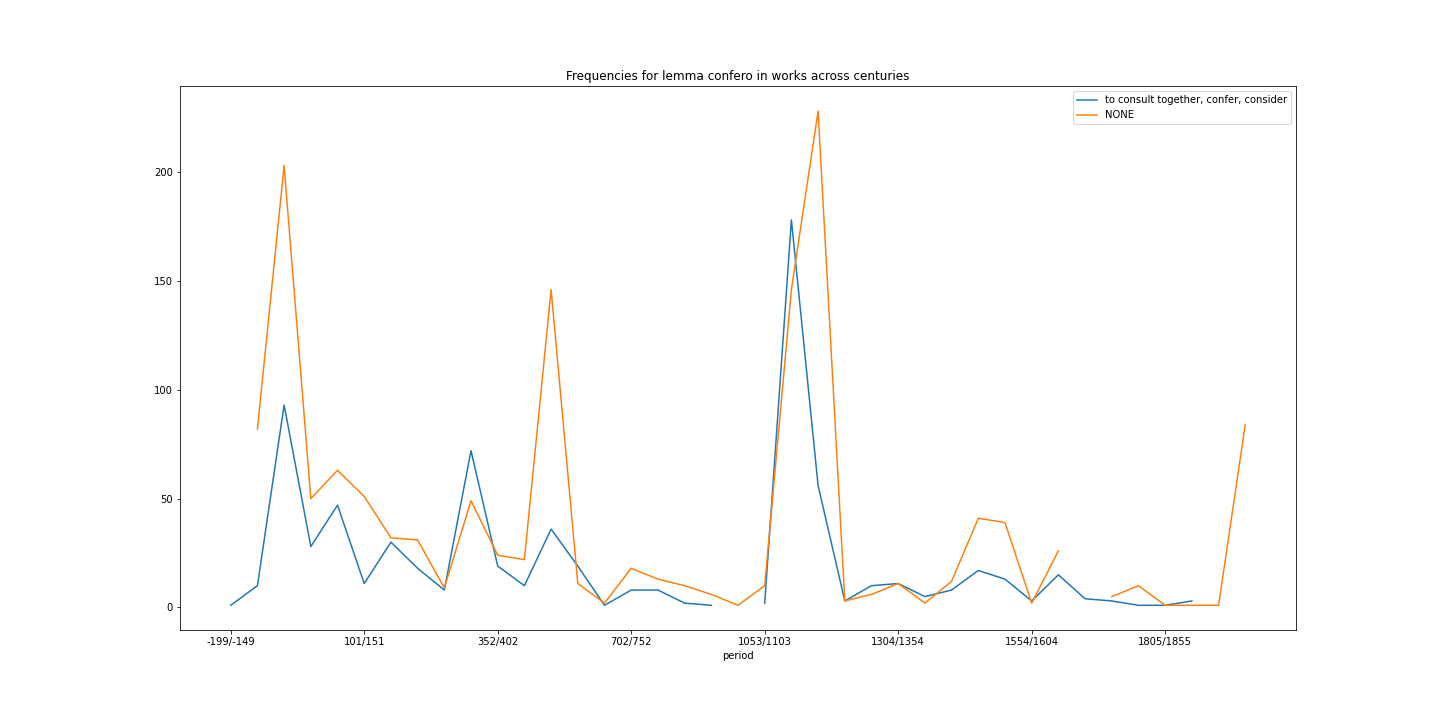 Frequencies for lemma confero in works across centuries
to consult together, confer, consider
NONE
200
150
100
50
0
-199/-149 101/151 352/402 702/752 1053/1103 1304/1354 1554/1604 1805/1855
period